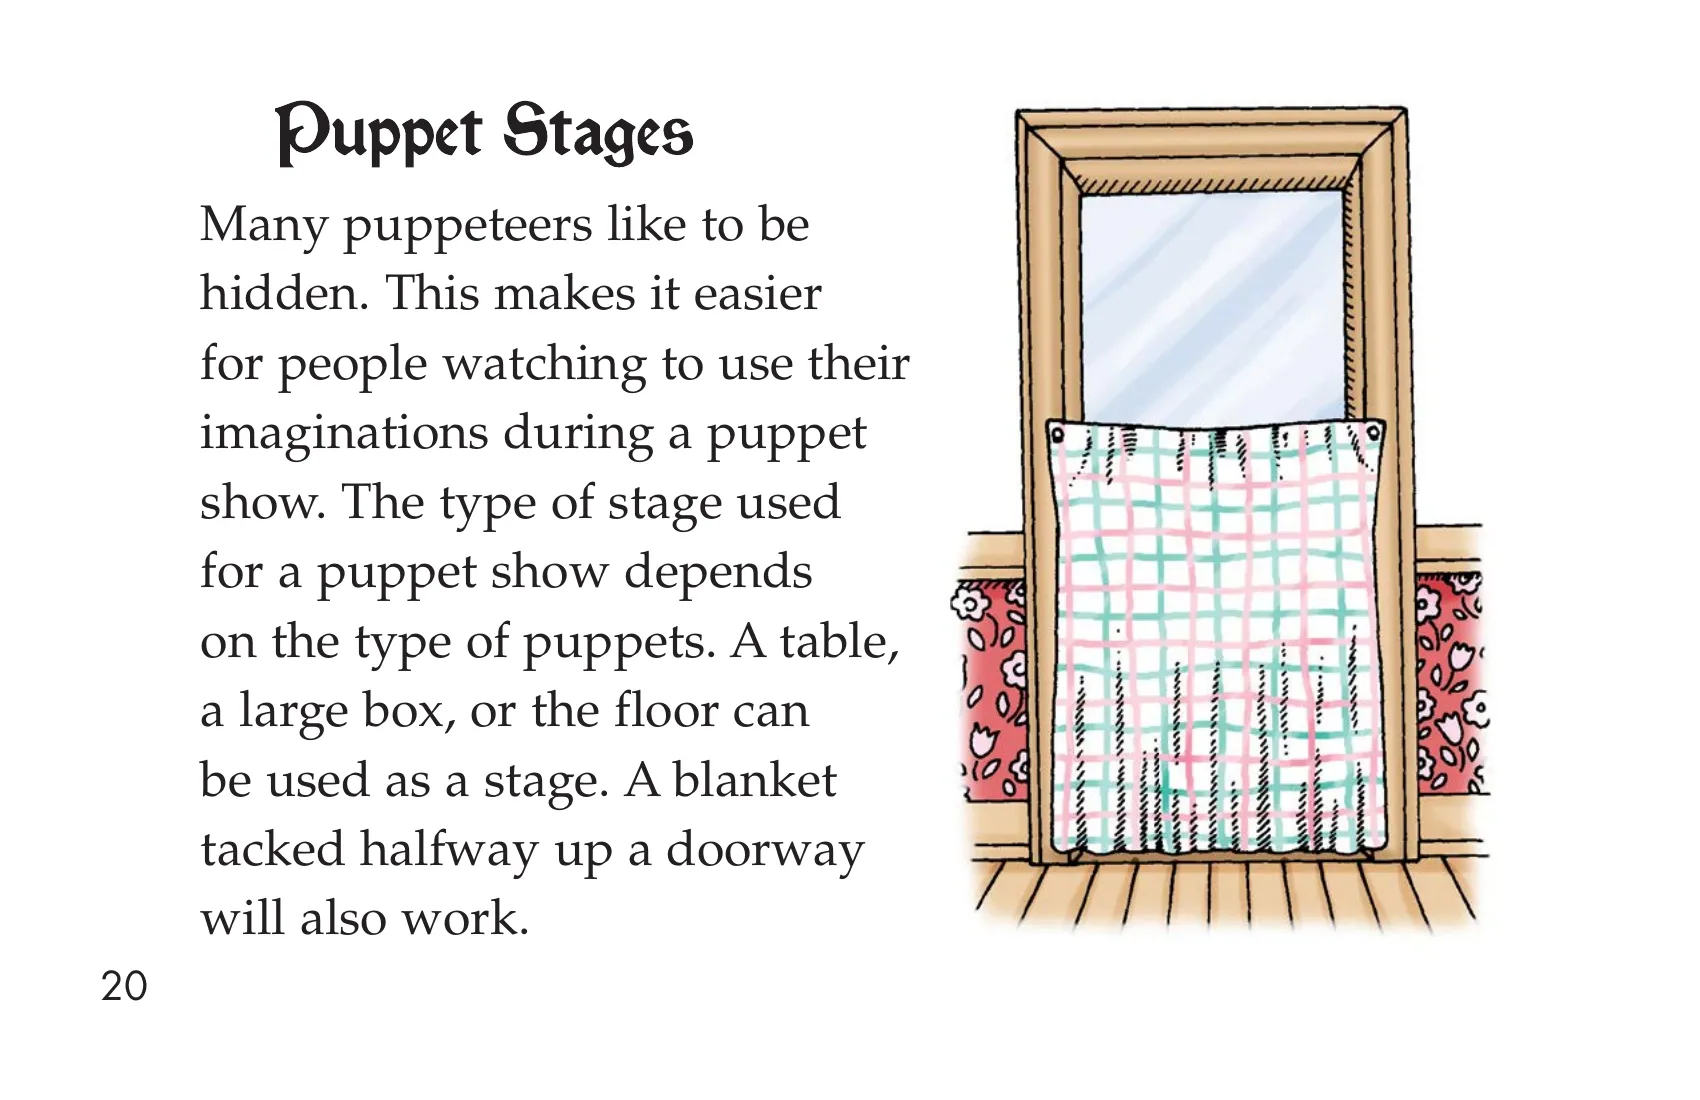 Puppet Stages
Many puppeteers like to be
hidden. This makes it easier
for people watching to use their
imaginations during a puppet
show. The type of stage used
for a puppet show depends
on the type of puppets. A table,
a large box, or the floor can
be used as a stage. A blanket
tacked halfway up a doorway
will also work.
20